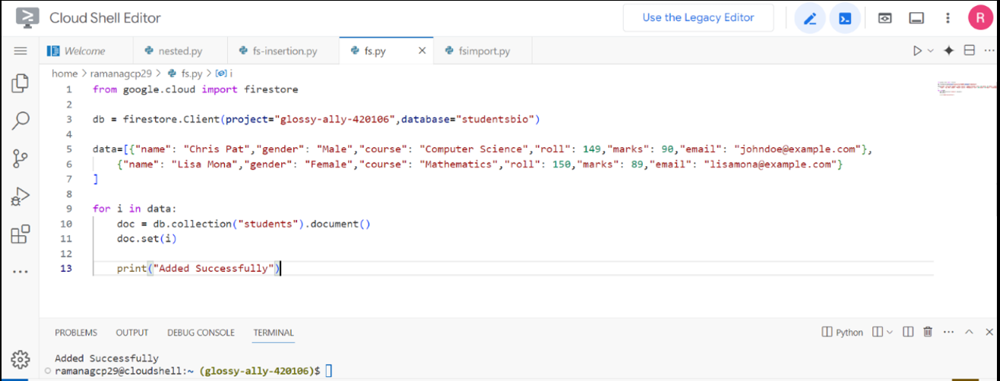 Cloud Shell Editor
Use the Legacy Editor
R
Welcome
nested.py
fs-insertion.py
fs.py
fsimport.py
home > ramanagcp29 > fs.py > i
1 from google.cloud import firestore
2
3 db = firestore.Client(project="glossy-ally-420106",database="studentsbio")
4
5 data=[{"name": "Chris Pat","gender": "Male","course": "Computer Science","roll": 149,"marks": 90,"email": "johndoe@example.com"},
6 {"name": "Lisa Mona","gender": "Female","course": "Mathematics","roll": 150,"marks": 89,"email": "lisamona@example.com"}
7 ]
8
9 for i in data:
10 doc = db.collection("students").document()
11 doc.set(i)
12
13 print("Added Successfully")
PROBLEMS OUTPUT DEBUG CONSOLE TERMINAL
Python
Added Successfully
ramanagcp29@cloudshell:~ (glossy-ally-420106)$